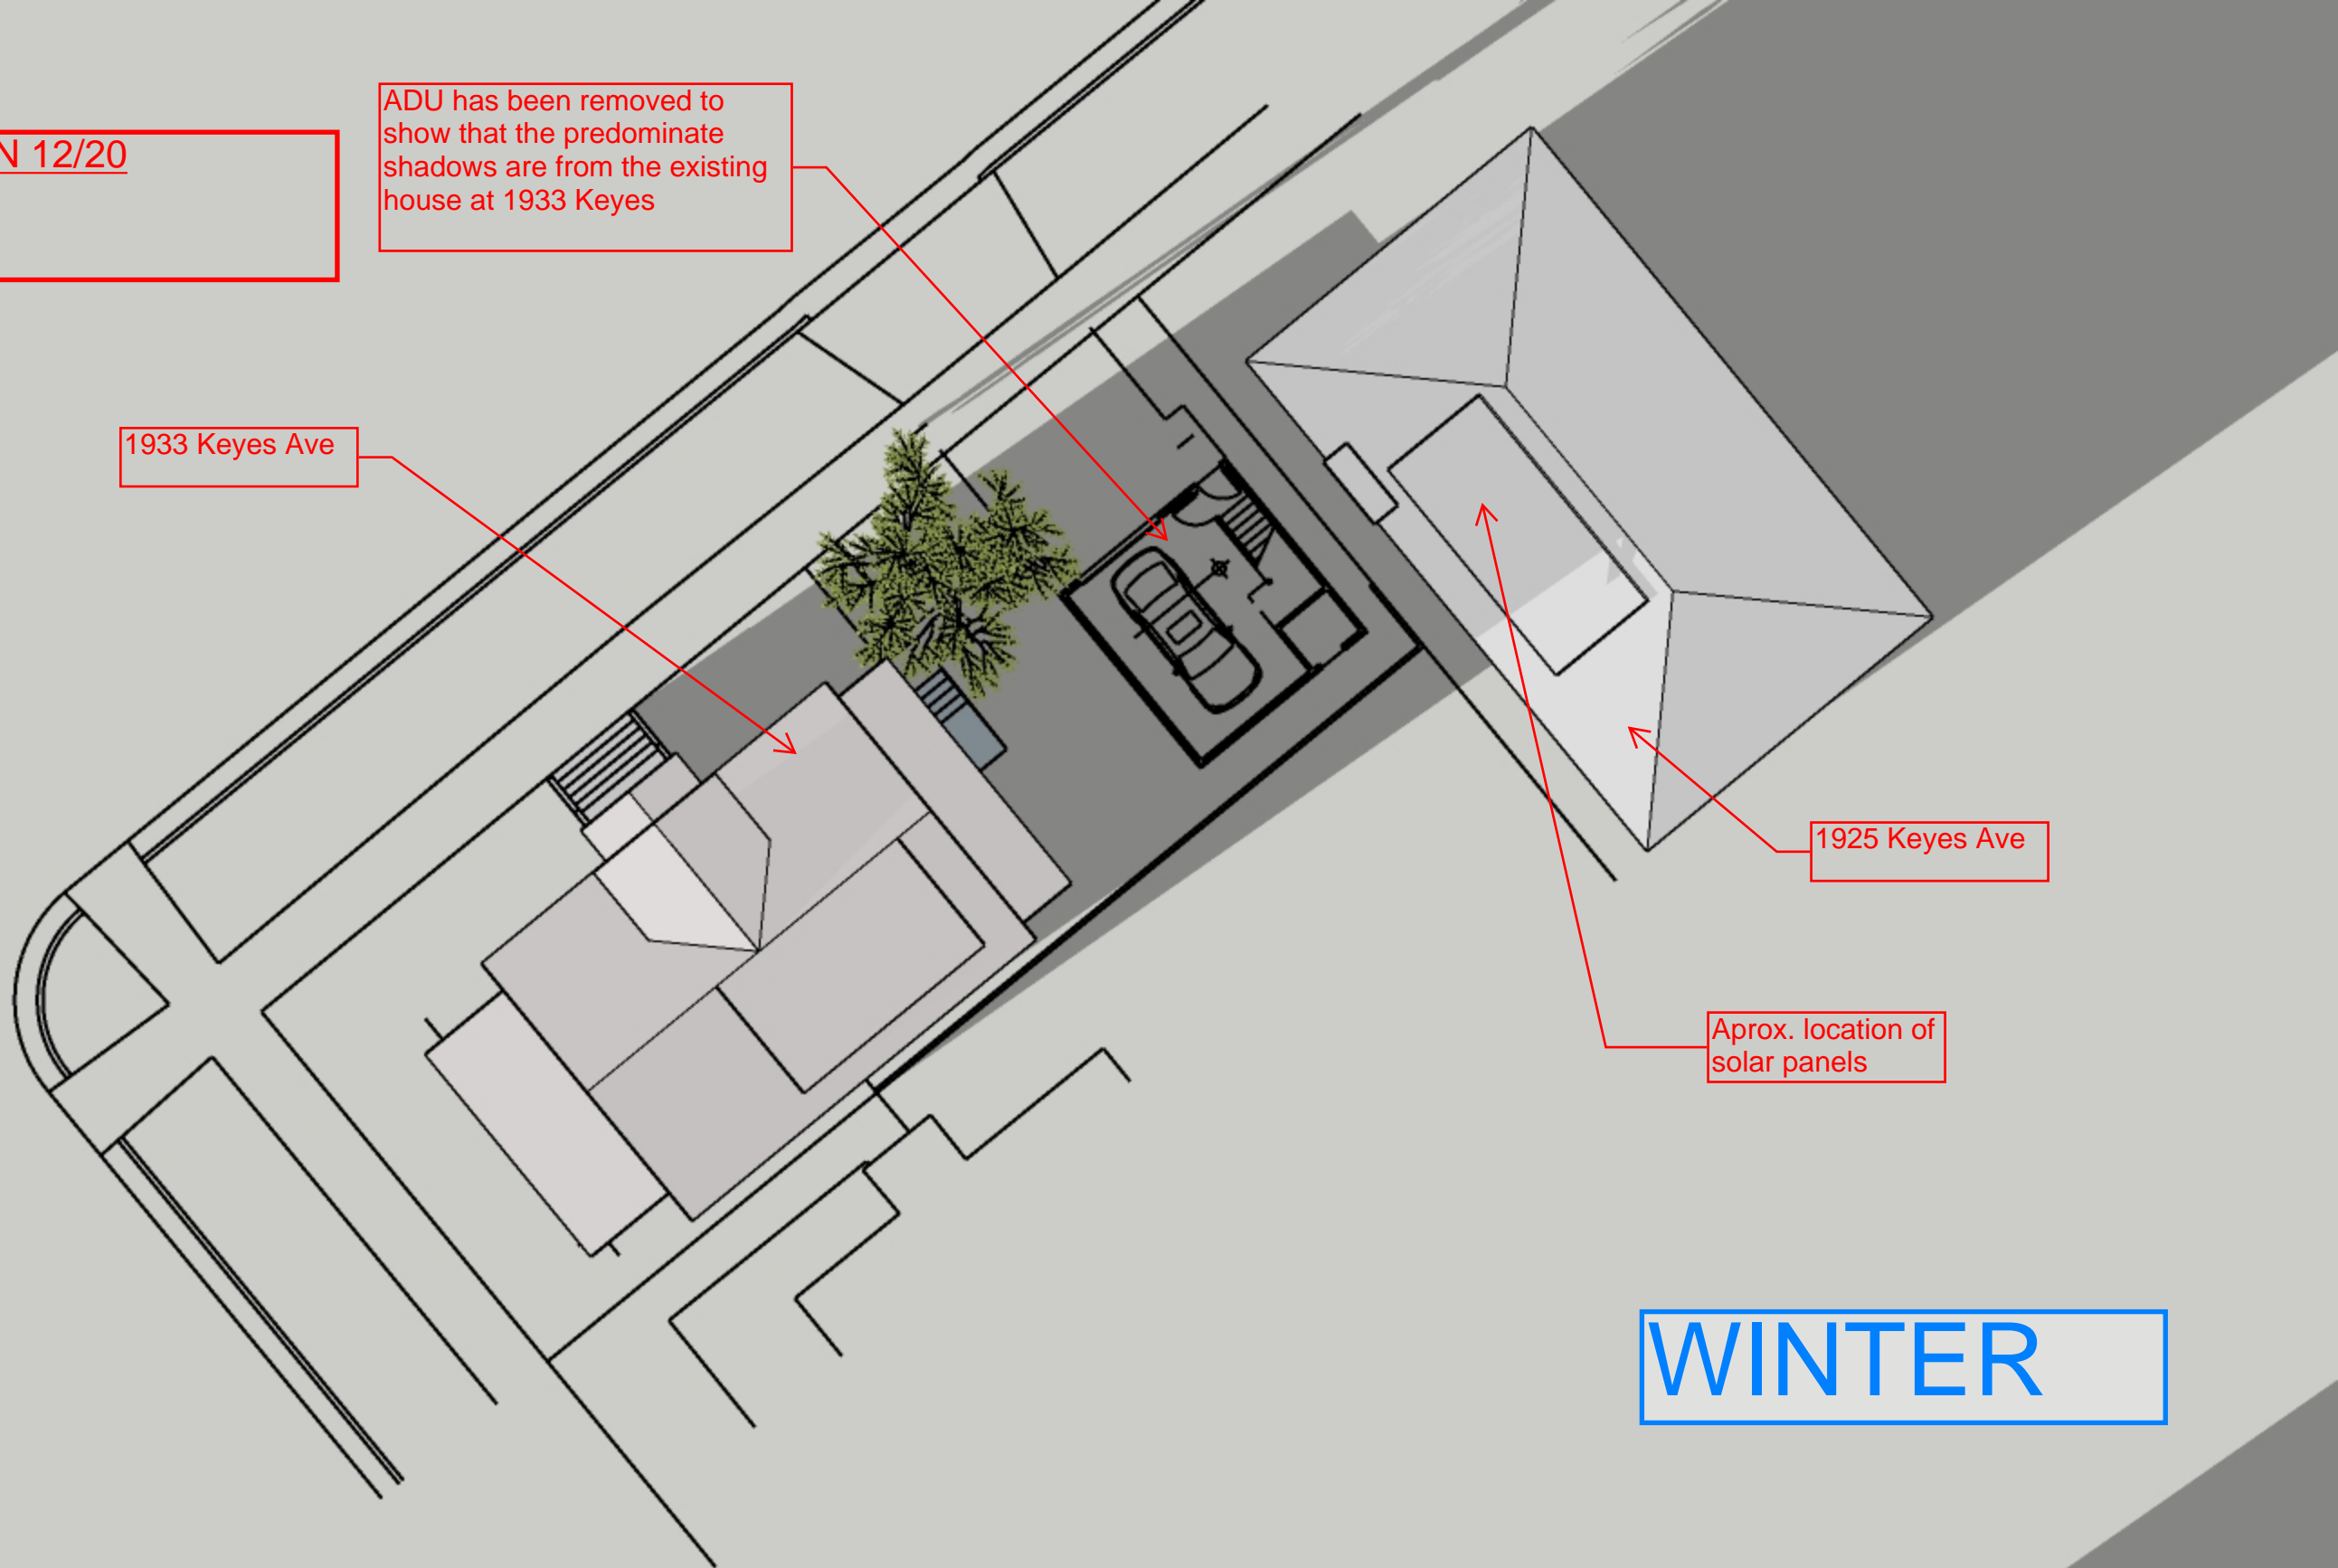 N 12/20
ADU has been removed to
show that the predominate
shadows are from the existing
house at 1933 Keyes
1933 Keyes Ave
1925 Keyes Ave
Aprox. location of
solar panels
WINTER